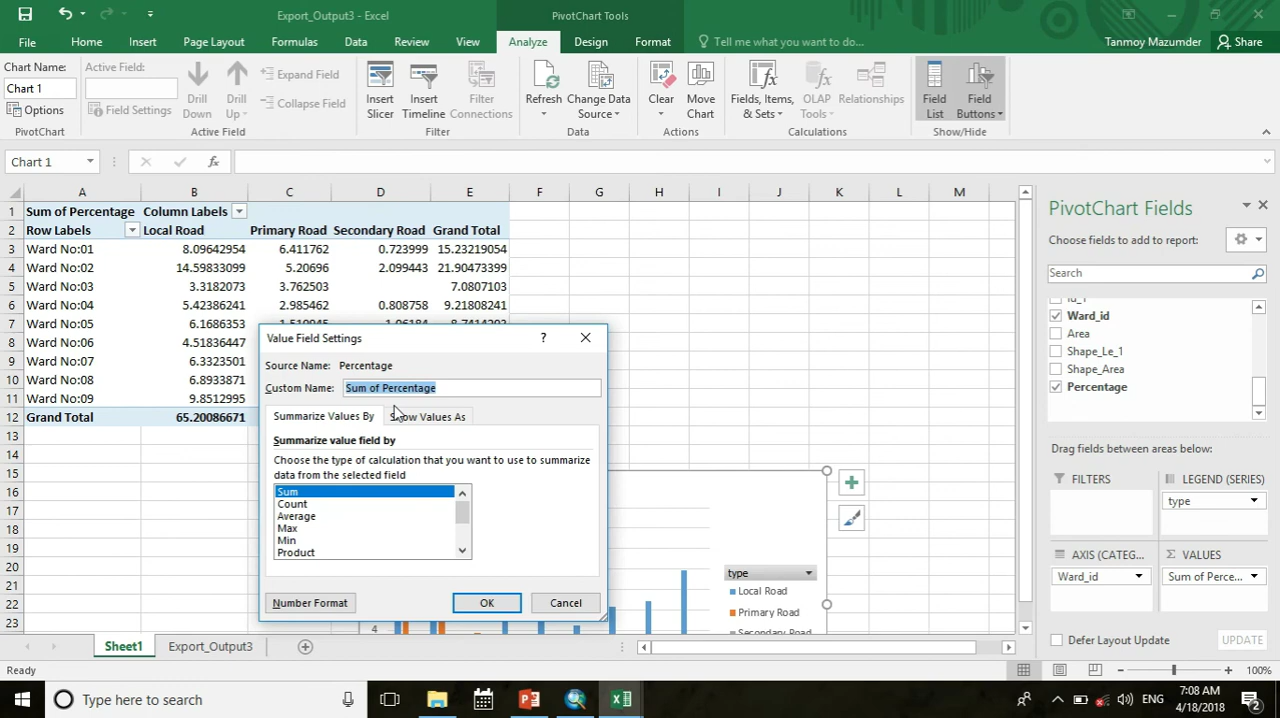 Export_Output3 - Excel
PivotChart Tools
File
Home
Insert
Page Layout
Formulas
Data
Review
View
Analyze
Design
Format
Tell me what you want to do...
Tanmoy Mazumder
Share
Chart Name:
Chart 1
Options
PivotChart
Active Field:
Field Settings
Drill Down
Drill Up
Expand Field
Collapse Field
Active Field
Insert Slicer
Insert Timeline
Filter Connections
Filter
Refresh
Change Data Source
Data
Clear
Move Chart
Actions
Fields, Items, & Sets
OLAP Tools
Relationships
Calculations
Field List
Field Buttons
Show/Hide
Chart 1
fx
A B C D E F G H I J K L M
1 Sum of Percentage Column Labels
2 Row Labels Local Road Primary Road Secondary Road Grand Total
3 Ward No:01 8.09642954 6.411762 0.723999 15.23219054
4 Ward No:02 14.59833099 5.20696 2.099443 21.90473399
5 Ward No:03 3.3182073 3.762503 7.0807103
6 Ward No:04 5.42386241 2.985462 0.808758 9.21808241
7 Ward No:05 6.1686353
8 Ward No:06 4.51836447
9 Ward No:07 6.3323501
10 Ward No:08 6.8933871
11 Ward No:09 9.8512995
12 Grand Total 65.20086671
13
14
15
16
17
18
19
20
21
22
23
Value Field Settings
?
Source Name: Percentage
Custom Name: Sum of Percentage
Summarize Values By
Show Values As
Summarize value field by
Choose the type of calculation that you want to use to summarize
data from the selected field
Sum
Count
Average
Max
Min
Product
Number Format
OK
Cancel
4
type
Local Road
Primary Road
Secondary Road
PivotChart Fields
Choose fields to add to report:
Search
Id_1
Ward_id
Area
Shape_Le_1
Shape_Area
Percentage
Drag fields between areas below:
FILTERS
LEGEND (SERIES)
type
AXIS (CATEG...
Σ VALUES
Ward_id
Sum of Perce...
Defer Layout Update
UPDATE
Sheet1
Export_Output3
Ready
100%
Type here to search
ENG
7:08 AM
4/18/2018
2